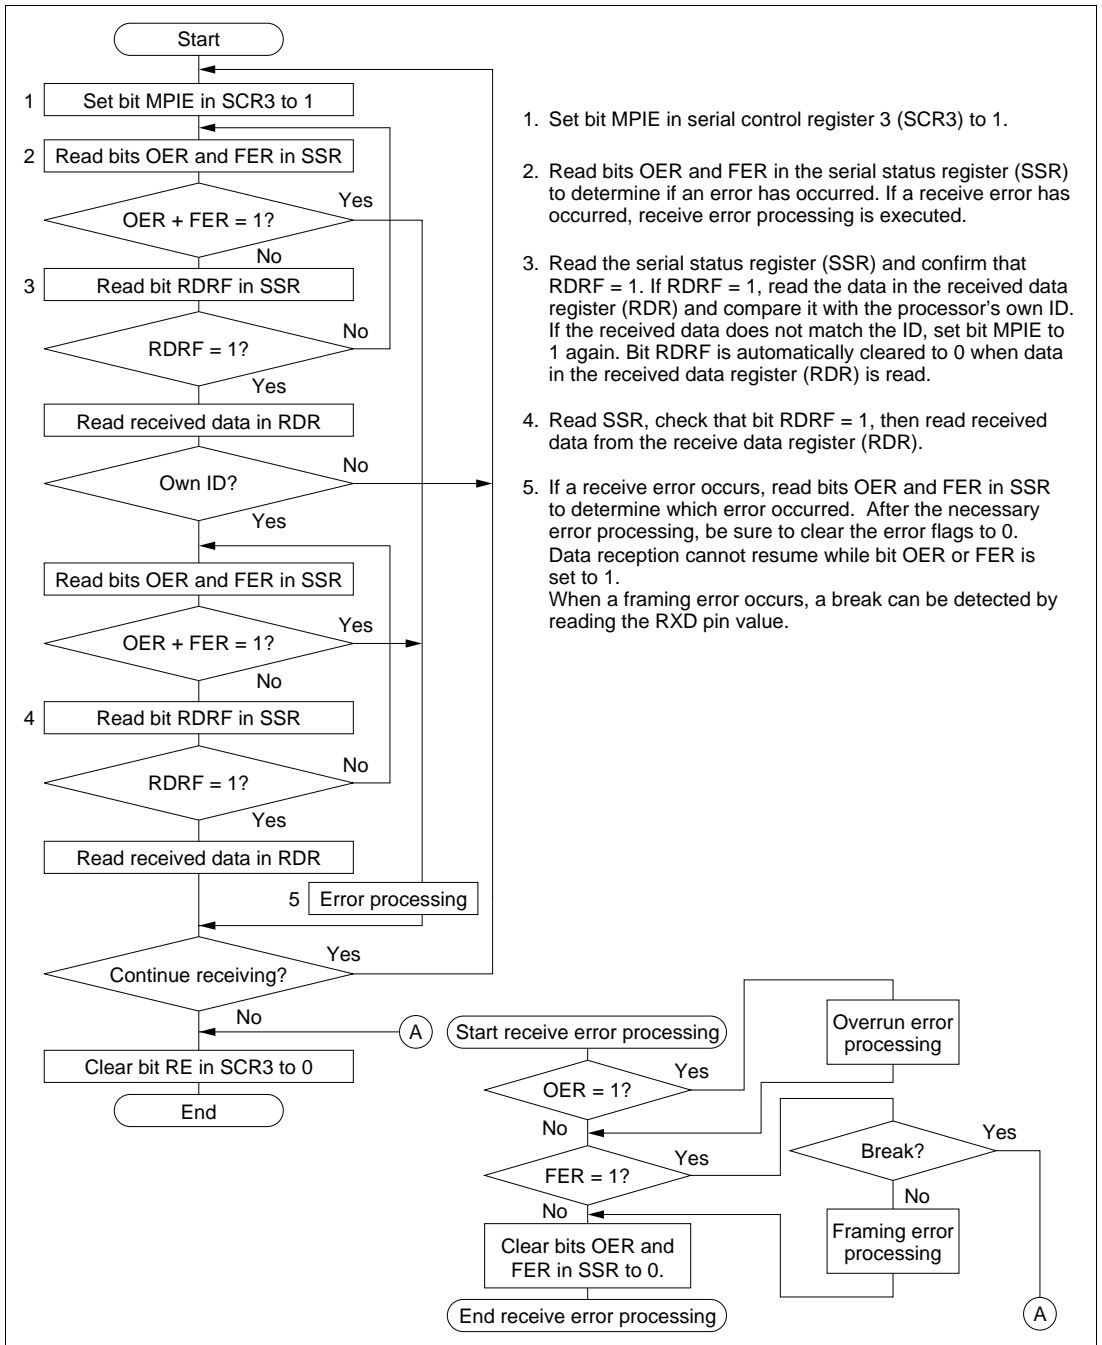 Start
1 Set bit MPIE in SCR3 to 1
2 Read bits OER and FER in SSR
Yes
OER + FER = 1?
No
3 Read bit RDRF in SSR
No
RDRF = 1?
Yes
Read received data in RDR
No
Own ID?
Yes
Read bits OER and FER in SSR
Yes
OER + FER = 1?
No
4 Read bit RDRF in SSR
No
RDRF = 1?
Yes
Read received data in RDR
5 Error processing
Yes
Continue receiving?
No
A
Clear bit RE in SCR3 to 0
End
1. Set bit MPIE in serial control register 3 (SCR3) to 1.
2. Read bits OER and FER in the serial status register (SSR)
to determine if an error has occurred. If a receive error has
occurred, receive error processing is executed.
3. Read the serial status register (SSR) and confirm that
RDRF = 1. If RDRF = 1, read the data in the received data
register (RDR) and compare it with the processor's own ID.
If the received data does not match the ID, set bit MPIE to
1 again. Bit RDRF is automatically cleared to 0 when data
in the received data register (RDR) is read.
4. Read SSR, check that bit RDRF = 1, then read received
data from the receive data register (RDR).
5. If a receive error occurs, read bits OER and FER in SSR
to determine which error occurred. After the necessary
error processing, be sure to clear the error flags to 0.
Data reception cannot resume while bit OER or FER is
set to 1.
When a framing error occurs, a break can be detected by
reading the RXD pin value.
Start receive error processing
Yes
OER = 1?
No
Overrun error
processing
Yes
FER = 1?
No
Yes
Break?
No
Framing error
processing
A
Clear bits OER and
FER in SSR to 0.
End receive error processing